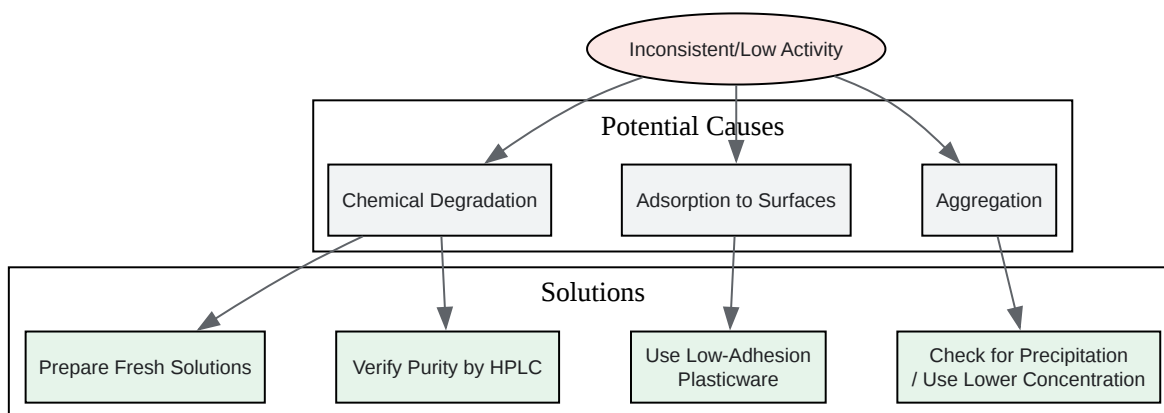 Inconsistent/Low Activity
Potential Causes
Chemical Degradation
Adsorption to Surfaces
Aggregation
Solutions
Prepare Fresh Solutions
Verify Purity by HPLC
Use Low-Adhesion
Plasticware
Check for Precipitation
/ Use Lower Concentration